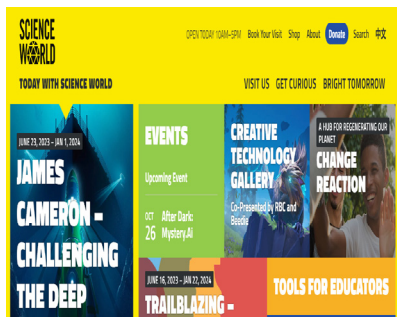 SCIENCE
WORLD
OPEN TODAY 10AM–5PM Book Your Visit Shop About Donate Search 中文
TODAY WITH SCIENCE WORLD
VISIT US GET CURIOUS BRIGHT TOMORROW
JUNE 23, 2023 – JAN 1, 2024
JAMES
CAMERON –
CHALLENGING
THE DEEP
EVENTS
Upcoming Event
OCT
26
After Dark:
Mystery.Ai
CREATIVE
TECHNOLOGY
GALLERY
Co-Presented by RBC and
Beedie
A HUB FOR REGENERATING OUR
PLANET
CHANGE
REACTION
JUNE 16, 2023 – JAN 22, 2024
TRAILBLAZING –
TOOLS FOR EDUCATORS